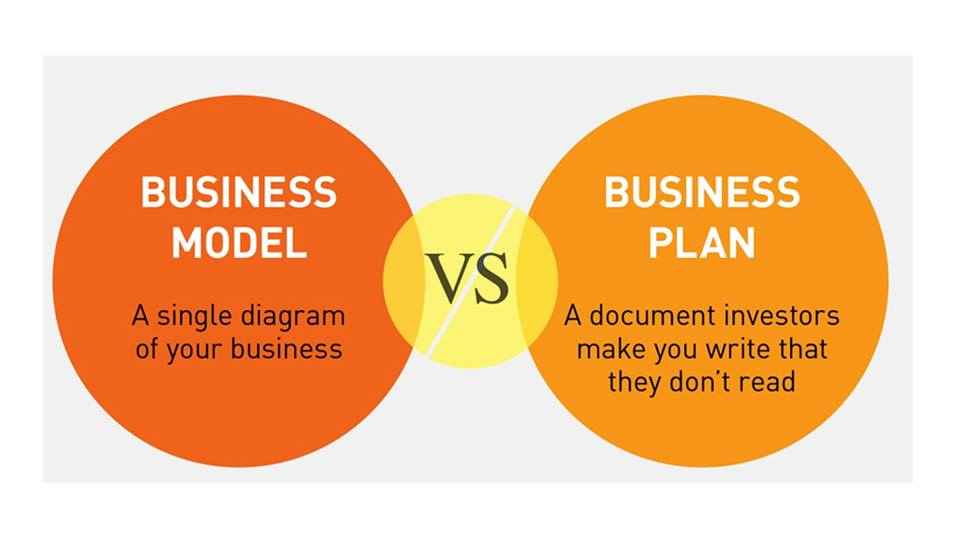 BUSINESS
MODEL
A single diagram
of your business
VS
BUSINESS
PLAN
A document investors
make you write that
they don’t read